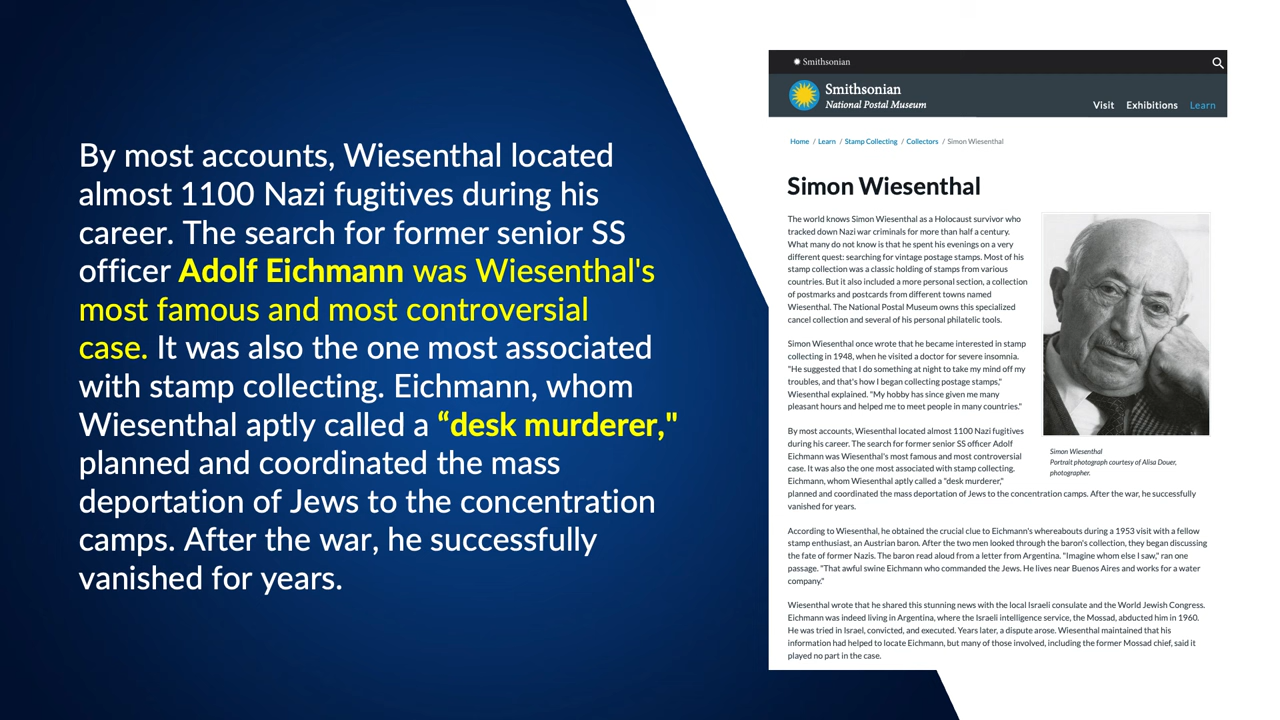 By most accounts, Wiesenthal located
almost 1100 Nazi fugitives during his
career. The search for former senior SS
officer Adolf Eichmann was Wiesenthal's
most famous and most controversial
case. It was also the one most associated
with stamp collecting. Eichmann, whom
Wiesenthal aptly called a “desk murderer,"
planned and coordinated the mass
deportation of Jews to the concentration
camps. After the war, he successfully
vanished for years.
Smithsonian
Smithsonian
National Postal Museum
Visit Exhibitions Learn
Home / Learn / Stamp Collecting / Collectors / Simon Wiesenthal
Simon Wiesenthal
The world knows Simon Wiesenthal as a Holocaust survivor who
tracked down Nazi war criminals for more than half a century.
What many do not know is that he spent his evenings on a very
different quest: searching for vintage postage stamps. Most of his
stamp collection was a classic holding of stamps from various
countries. But it also included a more personal section, a collection
of postmarks and postcards from different towns named
Wiesenthal. The National Postal Museum owns this specialized
cancel collection and several of his personal philatelic tools.
Simon Wiesenthal once wrote that he became interested in stamp
collecting in 1948, when he visited a doctor for severe insomnia.
"He suggested that I do something at night to take my mind off my
troubles, and that's how I began collecting postage stamps,"
Wiesenthal explained. "My hobby has since given me many
pleasant hours and helped me to meet people in many countries."
By most accounts, Wiesenthal located almost 1100 Nazi fugitives
during his career. The search for former senior SS officer Adolf
Eichmann was Wiesenthal's most famous and most controversial
case. It was also the one most associated with stamp collecting.
Eichmann, whom Wiesenthal aptly called a "desk murderer,"
planned and coordinated the mass deportation of Jews to the concentration camps. After the war, he successfully
vanished for years.
Simon Wiesenthal
Portrait photograph courtesy of Alisa Douer,
photographer.
According to Wiesenthal, he obtained the crucial clue to Eichmann's whereabouts during a 1953 visit with a fellow
stamp enthusiast, an Austrian baron. After the two men looked through the baron's collection, they began discussing
the fate of former Nazis. The baron read aloud from a letter from Argentina. "Imagine whom else I saw," ran one
passage. "That awful swine Eichmann who commanded the Jews. He lives near Buenos Aires and works for a water
company."
Wiesenthal wrote that he shared this stunning news with the local Israeli consulate and the World Jewish Congress.
Eichmann was indeed living in Argentina, where the Israeli intelligence service, the Mossad, abducted him in 1960.
He was tried in Israel, convicted, and executed. Years later, a dispute arose. Wiesenthal maintained that his
information had helped to locate Eichmann, but many of those involved, including the former Mossad chief, said it
played no part in the case.